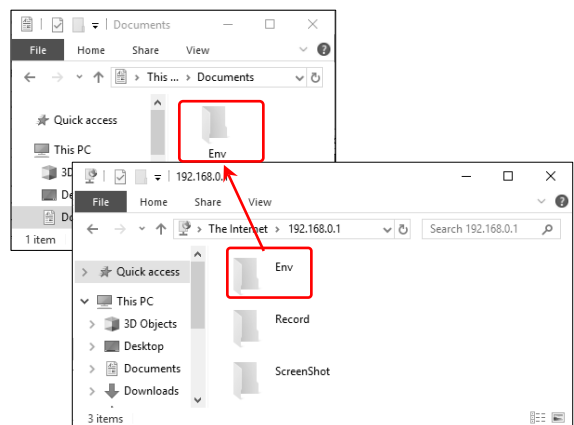 Documents
File Home Share View
This ... › Documents
Quick access
Env
This PC
3D
De
Do
1 item
192.168.0.1
File Home Share View
The Internet › 192.168.0.1
Search 192.168.0.1
Quick access
This PC
3D Objects
Desktop
Documents
Downloads
Env
Record
ScreenShot
3 items